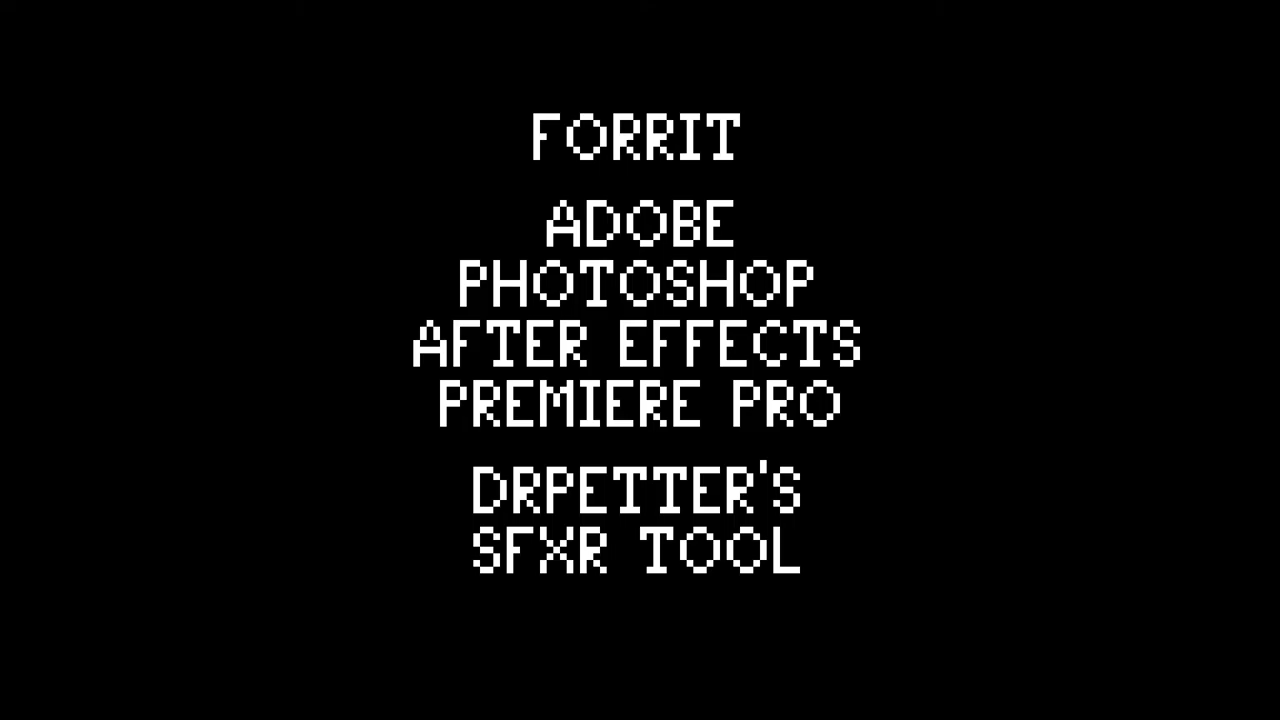 FORRIT
ADOBE
PHOTOSHOP
AFTER EFFECTS
PREMIERE PRO
DRPETTER'S
SFXR TOOL